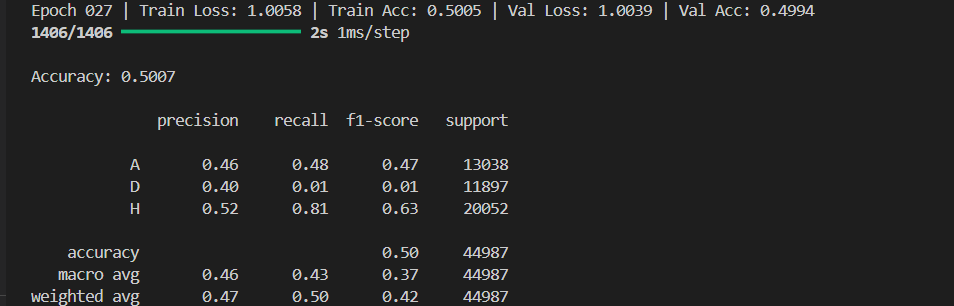 Epoch 027 | Train Loss: 1.0058 | Train Acc: 0.5005 | Val Loss: 1.0039 | Val Acc: 0.4994
1406/1406 ━━━━━━━━━━━━━━━━━━━━ 2s 1ms/step
Accuracy: 0.5007
precision recall f1-score support
A 0.46 0.48 0.47 13038
D 0.40 0.01 0.01 11897
H 0.52 0.81 0.63 20052
accuracy 0.50 44987
macro avg 0.46 0.43 0.37 44987
weighted avg 0.47 0.50 0.42 44987